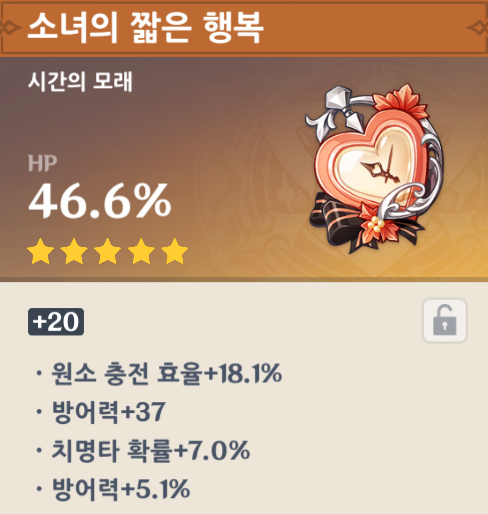 소녀의 짧은 행복
시간의 모래
HP
46.6%
+20
· 원소 충전 효율+18.1%
· 방어력+37
· 치명타 확률+7.0%
· 방어력+5.1%